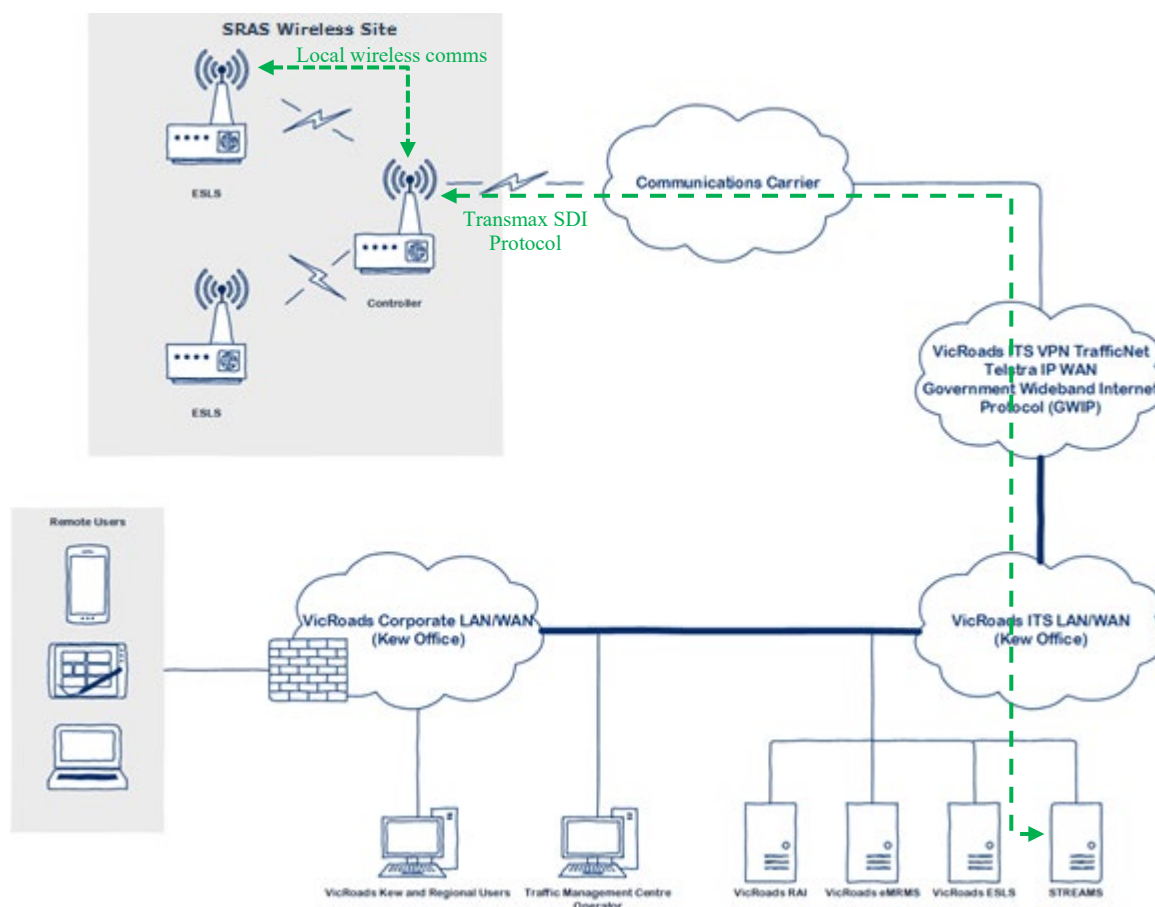 SRAS Wireless Site
Local wireless comms
ESLS
Communications Carrier
Transmax SDI
Protocol
Controller
ESLS
VicRoads ITS VPN TrafficNet
Telstra IP WAN
Government Wideband Internet
Protocol (GWIP)
Remote Users
VicRoads Corporate LAN/WAN
(Kew Office)
VicRoads ITS LAN/WAN
(Kew Office)
VicRoads Kew and Regional Users
Traffic Management Centre
Operator
VicRoads RAI
VicRoads eMRMS
VicRoads ESLS
STREAMS